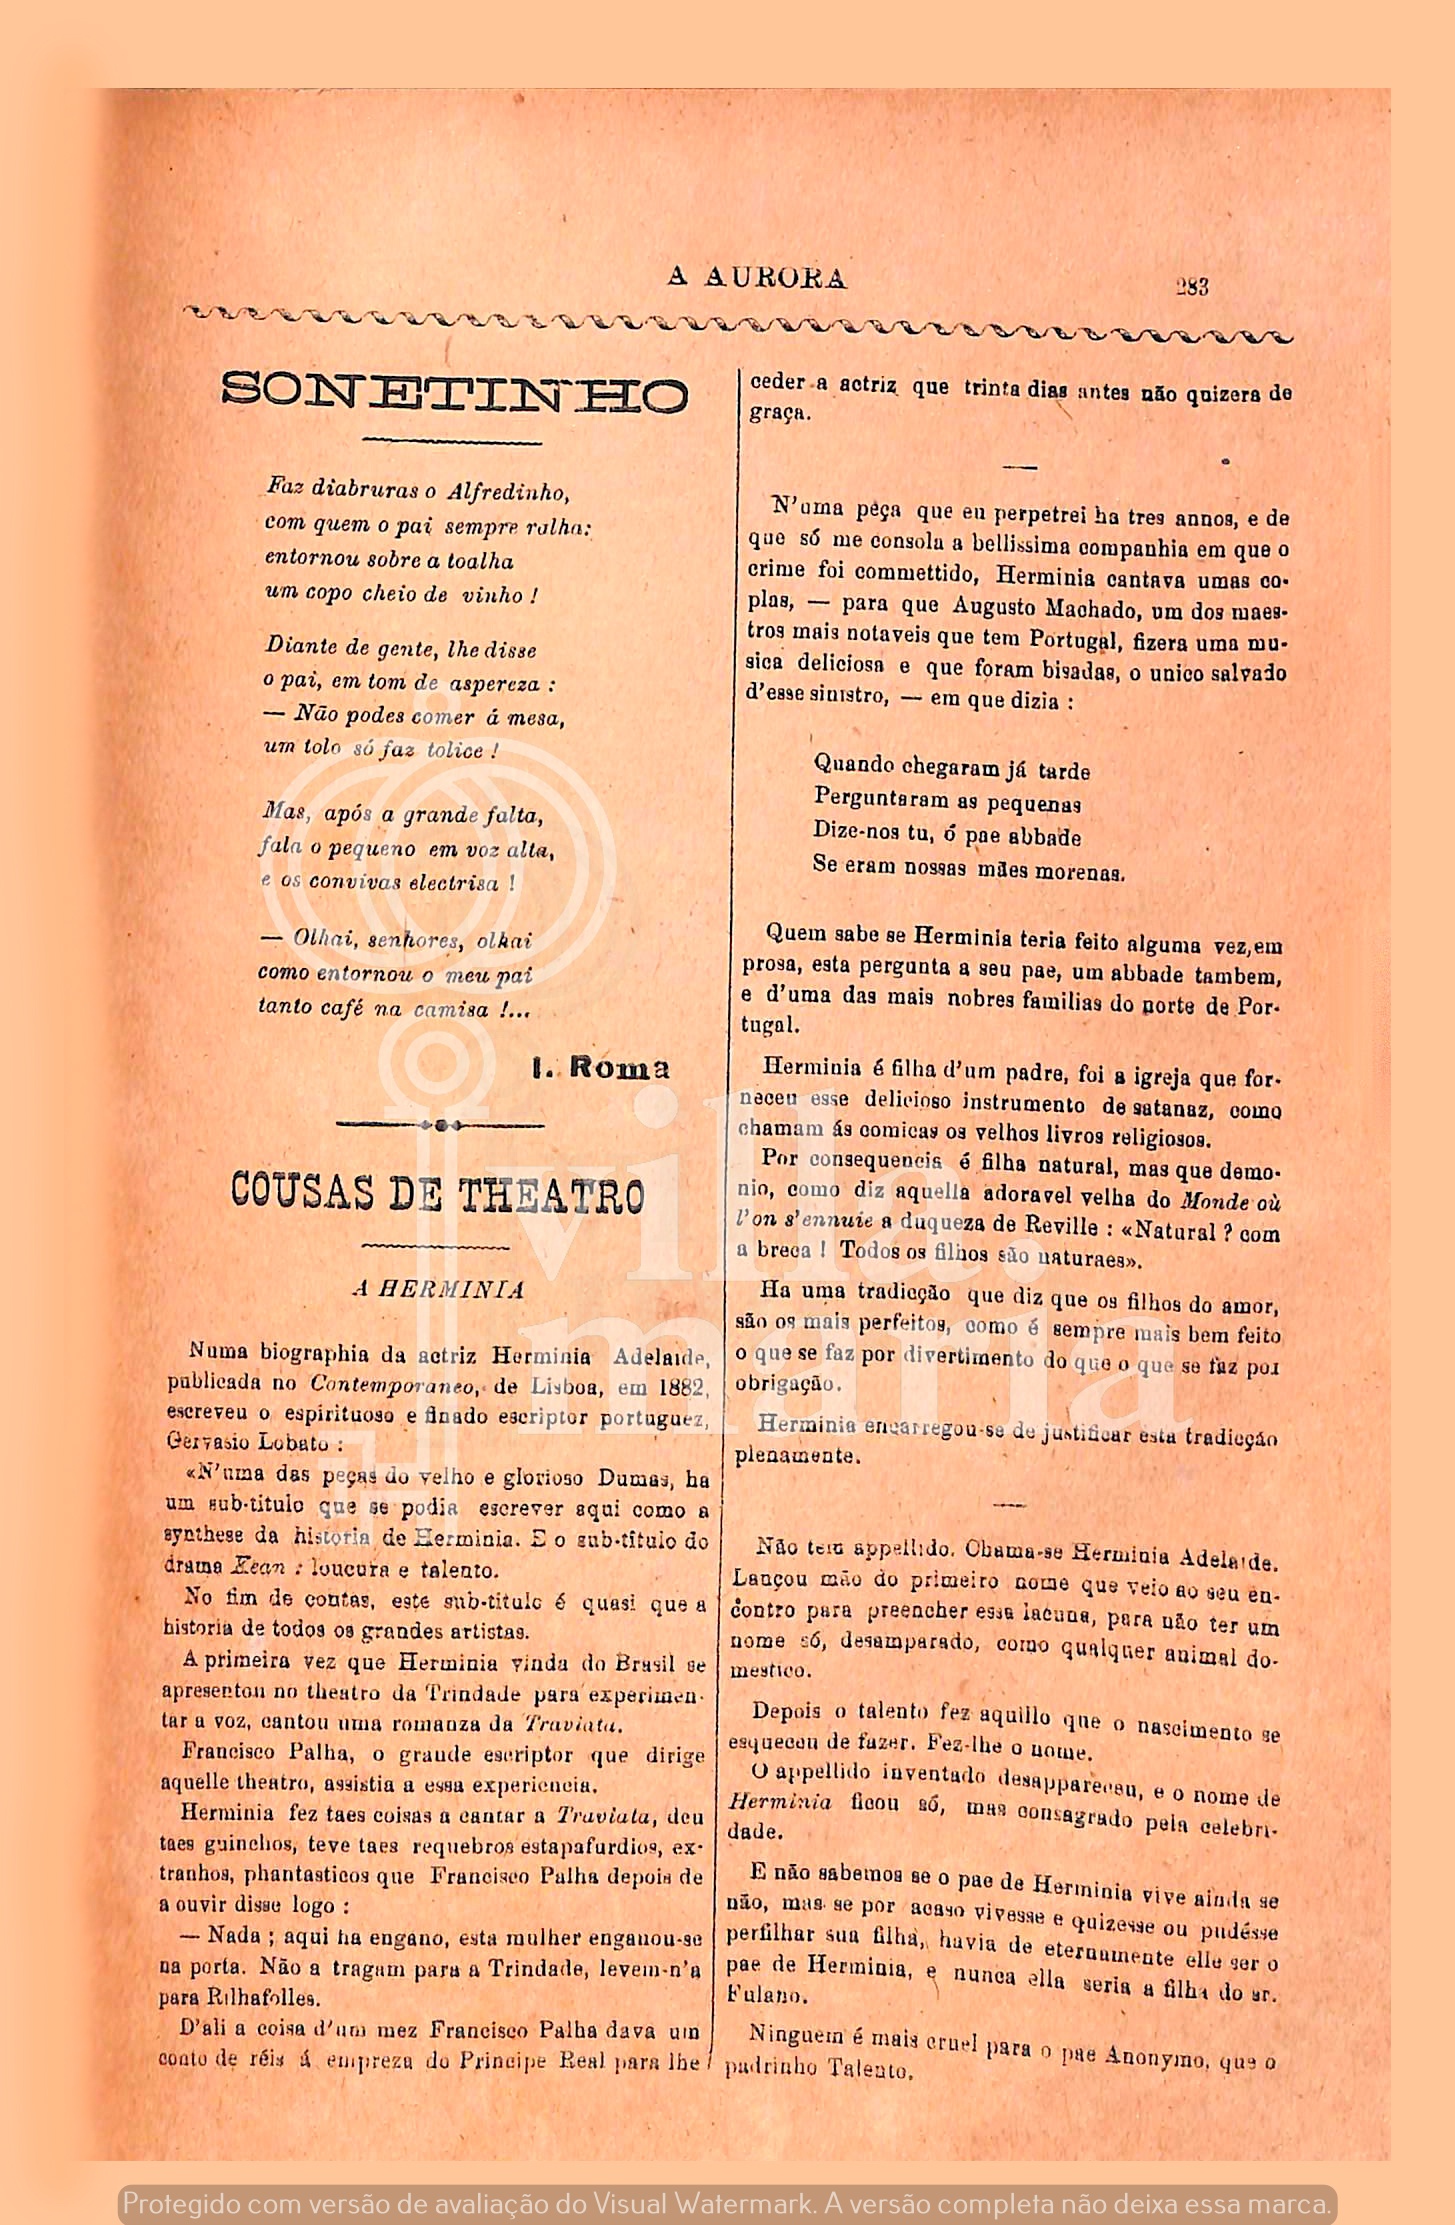 A AURORA
283
SONETINHO
Faz diabruras o Alfredinho,
com quem o pai sempre ralha:
entornou sobre a toalha
um copo cheio de vinho !
Diante de gente, lhe disse
o pai, em tom de aspereza :
— Não podes comer á mesa,
um tolo só faz tolice !
Mas, após a grande falta,
fala o pequeno em voz alta,
e os convivas electrisa !
— Olhai, senhores, olhai
como entornou o meu pai
tanto café na camisa !...
I. Roma
COUSAS DE THEATRO
A HERMINIA
Numa biographia da actriz Herminia Adelaide,
publicada no Contemporaneo, de Lisboa, em 1882,
escreveu o espirituoso e finado escriptor portuguez,
Gervasio Lobato :
«N'uma das peças do velho e glorioso Dumas, ha
um sub-titulo que se podia escrever aqui como a
synthese da historia de Herminia. E o sub-titulo do
drama Kean : loucura e talento.
No fim de contas, este sub-titulo é quasi que a
historia de todos os grandes artistas.
A primeira vez que Herminia vinda do Brasil se
apresentou no theatro da Trindade para experimen-
tar a voz, cantou uma romanza da Traviata.
Francisco Palha, o grande escriptor que dirige
aquelle theatro, assistia a essa experiencia.
Herminia fez taes coisas a cantar a Traviata, deu
taes guinchos, teve taes requebros estapafurdios, ex-
tranhos, phantasticos que Francisco Palha depois de
a ouvir disse logo :
— Nada ; aqui ha engano, esta mulher enganou-se
na porta. Não a tragam para a Trindade, levem-n'a
para Rilhafolles.
D'ali a coisa d'um mez Francisco Palha dava um
conto de réis á empreza do Principe Real para lhe
ceder a actriz que trinta dias antes não quizera de
graça.
N'uma peça que eu perpetrei ha tres annos, e de
que só me consola a bellissima companhia em que o
crime foi commettido, Herminia cantava umas co-
plas, — para que Augusto Machado, um dos maes-
tros mais notaveis que tem Portugal, fizera uma mu-
sica deliciosa e que foram bisadas, o unico salvado
d'esse sinistro, — em que dizia :
Quando chegaram já tarde
Perguntaram as pequenas
Dize-nos tu, ó pae abbade
Se eram nossas mães morenas.
Quem sabe se Herminia teria feito alguma vez, em
prosa, esta pergunta a seu pae, um abbade tambem,
e d'uma das mais nobres familias do norte de Por-
tugal.
Herminia é filha d'um padre, foi a igreja que for-
neceu esse delicioso instrumento de satanaz, como
chamam ás comicas os velhos livros religiosos.
Por consequencia é filha natural, mas que demo-
nio, como diz aquella adoravel velha do Monde où
l'on s'ennuie a duqueza de Reville : «Natural ? com
a breca ! Todos os filhos são naturaes».
Ha uma tradicção que diz que os filhos do amor,
são os mais perfeitos, como é sempre mais bem feito
o que se faz por divertimento do que o que se faz por
obrigação.
Herminia encarregou-se de justificar esta tradicção
plenamente.
Não tem appellido. Chama-se Herminia Adelaide.
Lançou mão do primeiro nome que veio ao seu en-
contro para preencher essa lacuna, para não ter um
nome só, desamparado, como qualquer animal do-
mestico.
Depois o talento fez aquillo que o nascimento se
esqueceu de fazer. Fez-lhe o nome.
O appellido inventado desappareceu, e o nome de
Herminia ficou só, mas consagrado pela celebri-
dade.
E não sabemos se o pae de Herminia vive ainda se
não, mas se por acaso vivesse e quizesse ou pudésse
perfilhar sua filha, havia de eternamente elle ser o
pae de Herminia, e nunca ella seria a filha do sr.
Fulano.
Ninguem é mais cruel para o pae Anonymo, que o
padrinho Talento.
villa.
maria
Protegido com versão de avaliação do Visual Watermark. A versão completa não deixa essa marca.